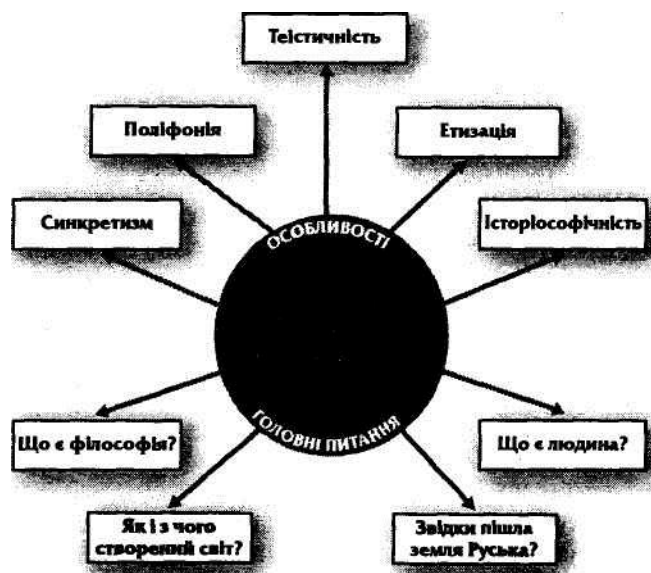 Теїстичність
Поліфонія
Етизація
Синкретизм
Історіософічність
ОСОБЛИВОСТІ
ГОЛОВНІ ПИТАННЯ
Що є філософія?
Що є людина?
Як і з чого
створений світ?
Звідки пішла
земля Руська?